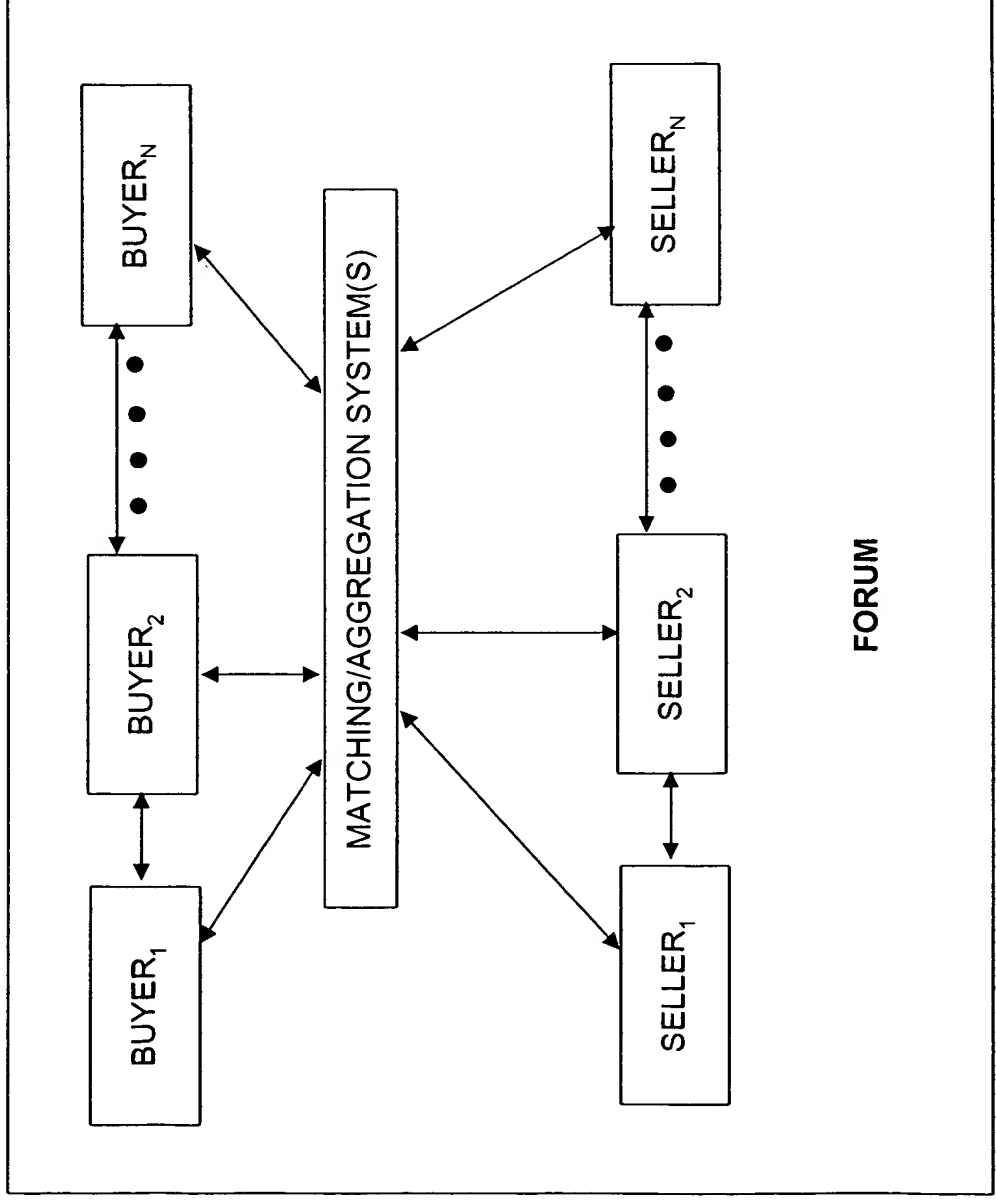 BUYER₁
BUYER₂
BUYERN
MATCHING/AGGREGATION SYSTEM(S)
SELLER₁
SELLER₂
SELLERN
FORUM